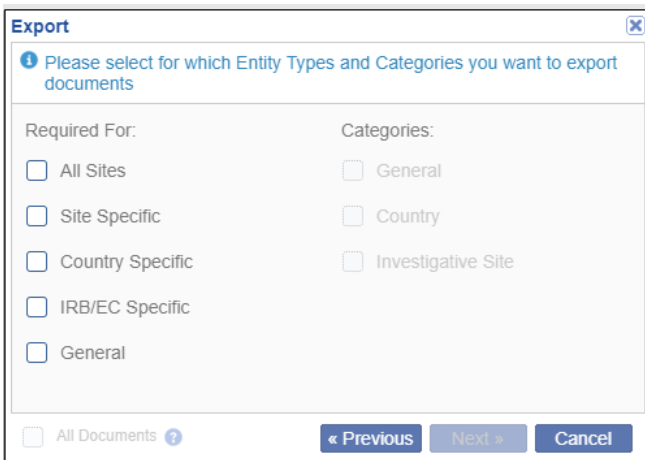 Export
Please select for which Entity Types and Categories you want to export
documents
Required For:
Categories:
All Sites
General
Site Specific
Country
Country Specific
Investigative Site
IRB/EC Specific
General
All Documents ?
« Previous
Next »
Cancel